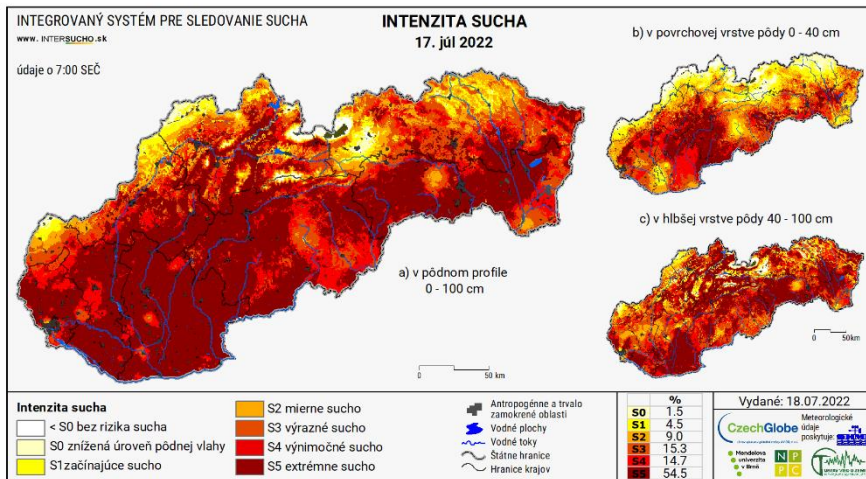 INTEGROVANÝ SYSTÉM PRE SLEDOVANIE SUCHA
www. INTERSUCHO.sk
údaje o 7:00 SEČ
INTENZITA SUCHA
17. júl 2022
b) v povrchovej vrstve pôdy 0 - 40 cm
a) v pôdnom profile
0 - 100 cm
0 50 km
c) v hlbšej vrstve pôdy 40 - 100 cm
0 50km
Intenzita sucha
< S0 bez rizika sucha
S0 znížená úroveň pôdnej vlahy
S1 začínajúce sucho
S2 mierne sucho
S3 výrazné sucho
S4 výnimočné sucho
S5 extrémne sucho
Antropogénne a trvalo
zamokrené oblasti
Vodné plochy
Vodné toky
Štátne hranice
Hranice krajov
%
S0 1.5
S1 4.5
S2 9.0
S3 15.3
S4 14.7
S5 54.5
Vydané: 18.07.2022
CzechGlobe
Meteorologické
údaje
poskytuje:
Mendelova
univerzita
v Brně
N P
P C